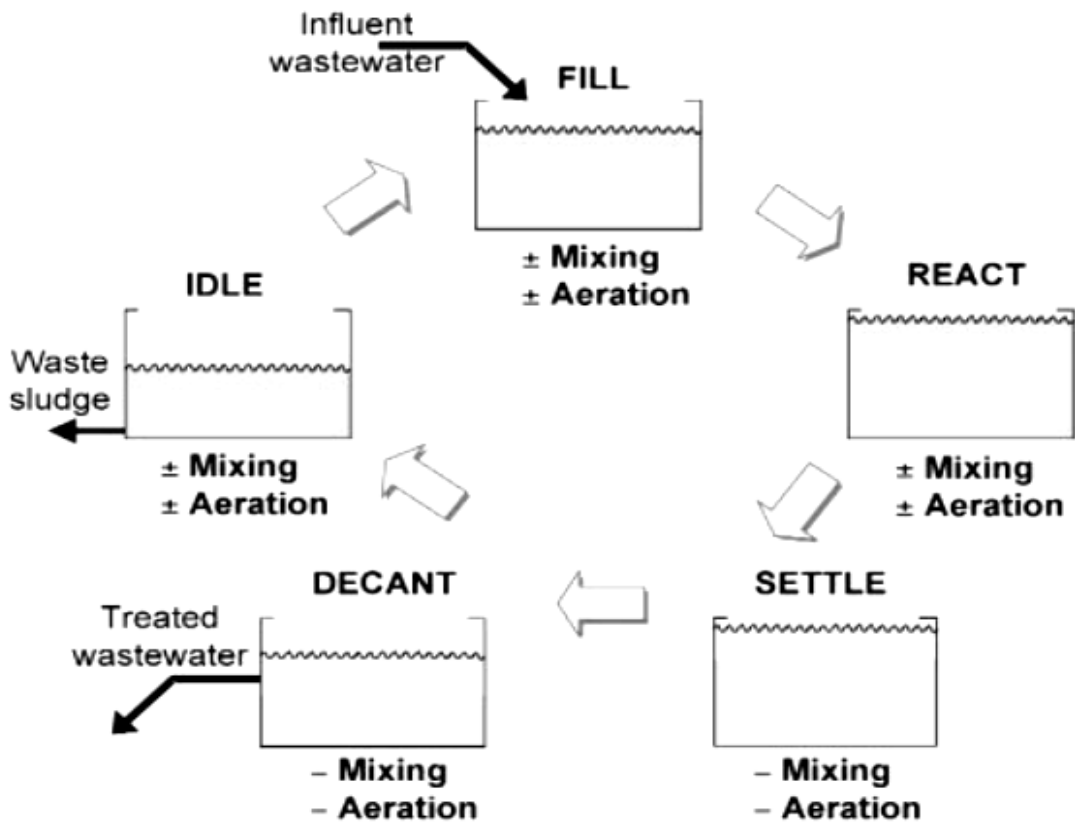 Influent
wastewater
FILL
± Mixing
± Aeration
REACT
± Mixing
± Aeration
SETTLE
– Mixing
– Aeration
DECANT
Treated
wastewater
– Mixing
– Aeration
IDLE
Waste
sludge
± Mixing
± Aeration